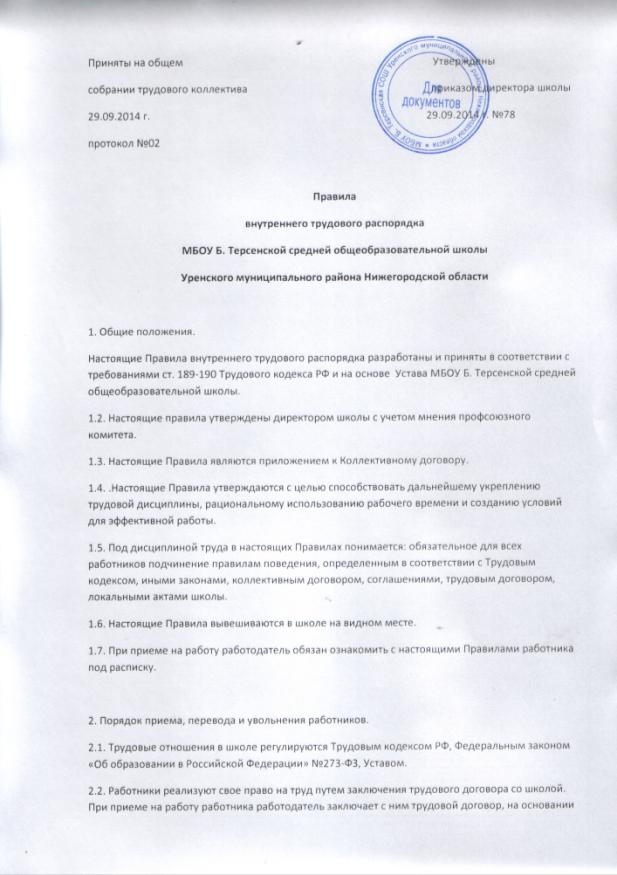 Приняты на общем
Утверждены
собрании трудового коллектива
приказом директора школы
29.09.2014 г.
29.09.2014 г. №78
протокол №02
Для
документов
Правила
внутреннего трудового распорядка
МБОУ Б. Терсенской средней общеобразовательной школы
Уренского муниципального района Нижегородской области
1. Общие положения.
Настоящие Правила внутреннего трудового распорядка разработаны и приняты в соответствии с
требованиями ст. 189-190 Трудового кодекса РФ и на основе Устава МБОУ Б. Терсенской средней
общеобразовательной школы.
1.2. Настоящие правила утверждены директором школы с учетом мнения профсоюзного
комитета.
1.3. Настоящие Правила являются приложением к Коллективному договору.
1.4. .Настоящие Правила утверждаются с целью способствовать дальнейшему укреплению
трудовой дисциплины, рациональному использованию рабочего времени и созданию условий
для эффективной работы.
1.5. Под дисциплиной труда в настоящих Правилах понимается: обязательное для всех
работников подчинение правилам поведения, определенным в соответствии с Трудовым
кодексом, иными законами, коллективным договором, соглашениями, трудовым договором,
локальными актами школы.
1.6. Настоящие Правила вывешиваются в школе на видном месте.
1.7. При приеме на работу работодатель обязан ознакомить с настоящими Правилами работника
под расписку.
2. Порядок приема, перевода и увольнения работников.
2.1. Трудовые отношения в школе регулируются Трудовым кодексом РФ, Федеральным законом
«Об образовании в Российской Федерации» №273-ФЗ, Уставом.
2.2. Работники реализуют свое право на труд путем заключения трудового договора со школой.
При приеме на работу работника работодатель заключает с ним трудовой договор, на основании